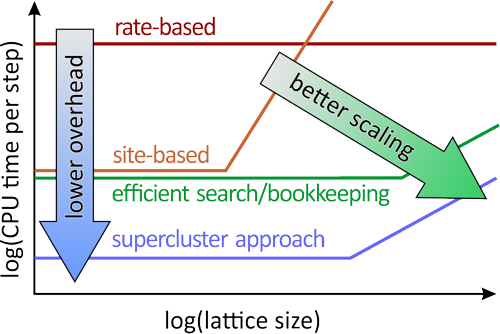 rate-based
log(CPU time per step)
lower overhead
better scaling
site-based
efficient search/bookkeeping
supercluster approach
log(lattice size)